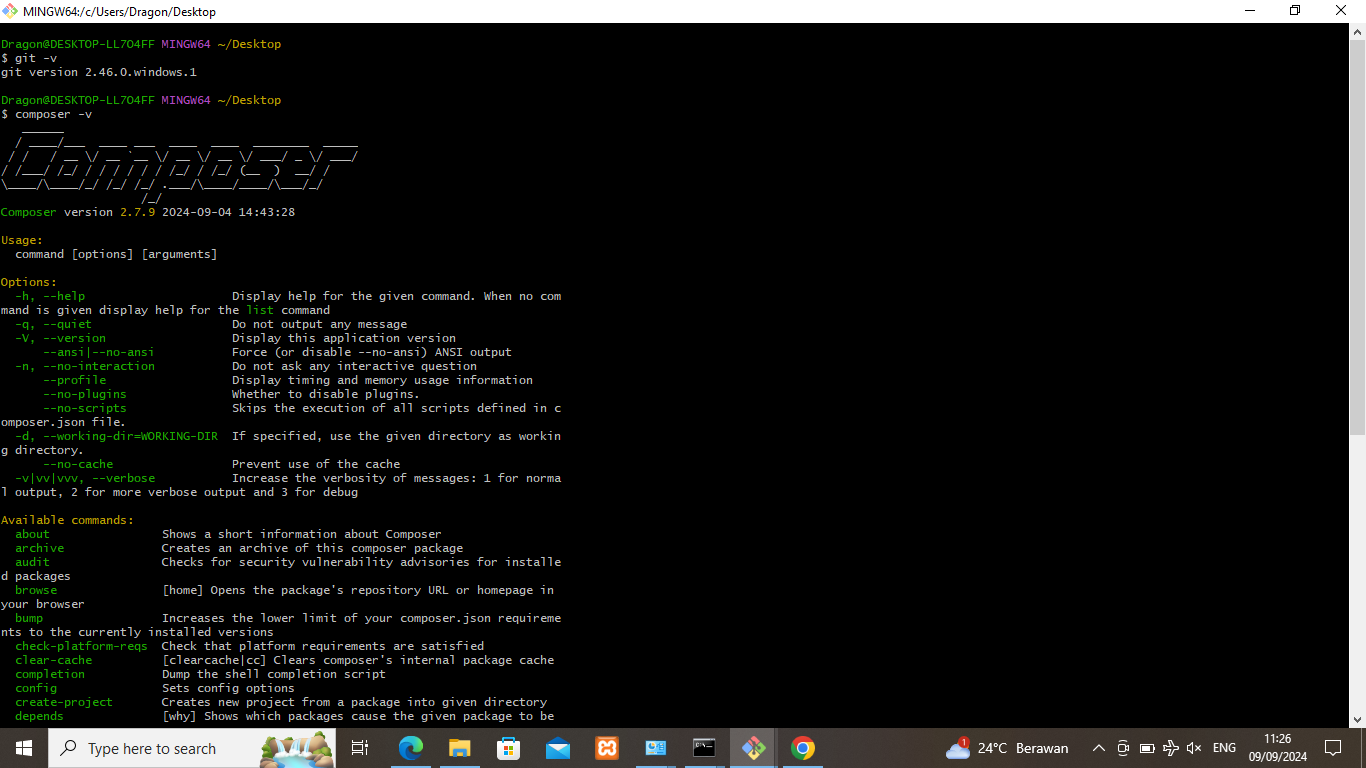 MINGW64:/c/Users/Dragon/Desktop
Dragon@DESKTOP-LL7O4FF MINGW64 ~/Desktop
$ git -v
git version 2.46.0.windows.1
Dragon@DESKTOP-LL7O4FF MINGW64 ~/Desktop
$ composer -v
Composer
Composer version 2.7.9 2024-09-04 14:43:28
Usage:
command [options] [arguments]
Options:
-h, --help Display help for the given command. When no com
mand is given display help for the list command
-q, --quiet Do not output any message
-V, --version Display this application version
--ansi|--no-ansi Force (or disable --no-ansi) ANSI output
-n, --no-interaction Do not ask any interactive question
--profile Display timing and memory usage information
--no-plugins Whether to disable plugins.
--no-scripts Skips the execution of all scripts defined in c
omposer.json file.
-d, --working-dir=WORKING-DIR If specified, use the given directory as workin
g directory.
--no-cache Prevent use of the cache
-v|vv|vvv, --verbose Increase the verbosity of messages: 1 for norma
l output, 2 for more verbose output and 3 for debug
Available commands:
about Shows a short information about Composer
archive Creates an archive of this composer package
audit Checks for security vulnerability advisories for installe
d packages
browse [home] Opens the package's repository URL or homepage in
your browser
bump Increases the lower limit of your composer.json requireme
nts to the currently installed versions
check-platform-reqs Check that platform requirements are satisfied
clear-cache [clearcache|cc] Clears composer's internal package cache
completion Dump the shell completion script
config Sets config options
create-project Creates new project from a package into given directory
depends [why] Shows which packages cause the given package to be
Type here to search
1
24°C Berawan
ENG
11:26
09/09/2024